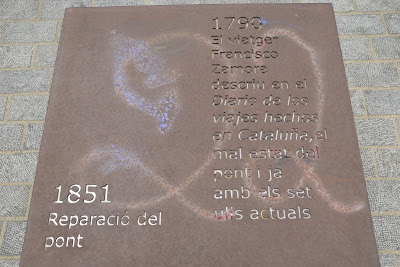 1790
El viatger
Francisco
Zamora
descriu en el
Diario de los
viajes hechos
en Cataluña, el
mal estat del
pont i ja
amb els set
ulls actuals
1851
Reparació del
pont